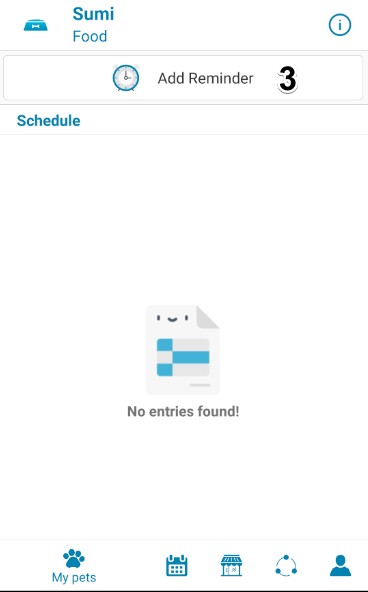 Sumi
Food
i
Add Reminder 3
Schedule
No entries found!
My pets